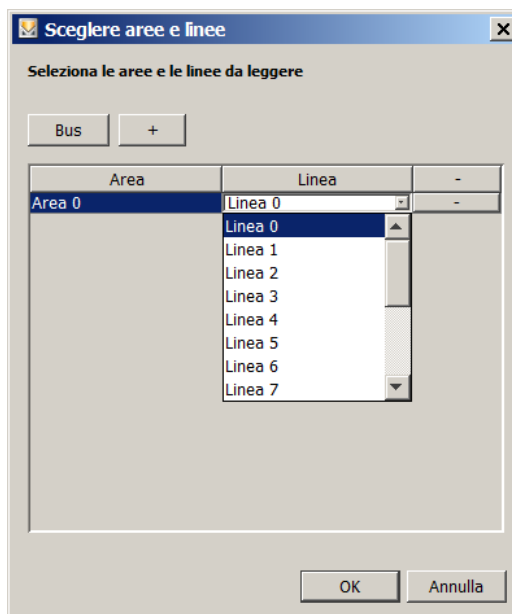 Sceglere aree e linee
Seleziona le aree e le linee da leggere
Bus +
Area Linea -
Area 0 Linea 0 -
Linea 0
Linea 1
Linea 2
Linea 3
Linea 4
Linea 5
Linea 6
Linea 7
OK Annulla